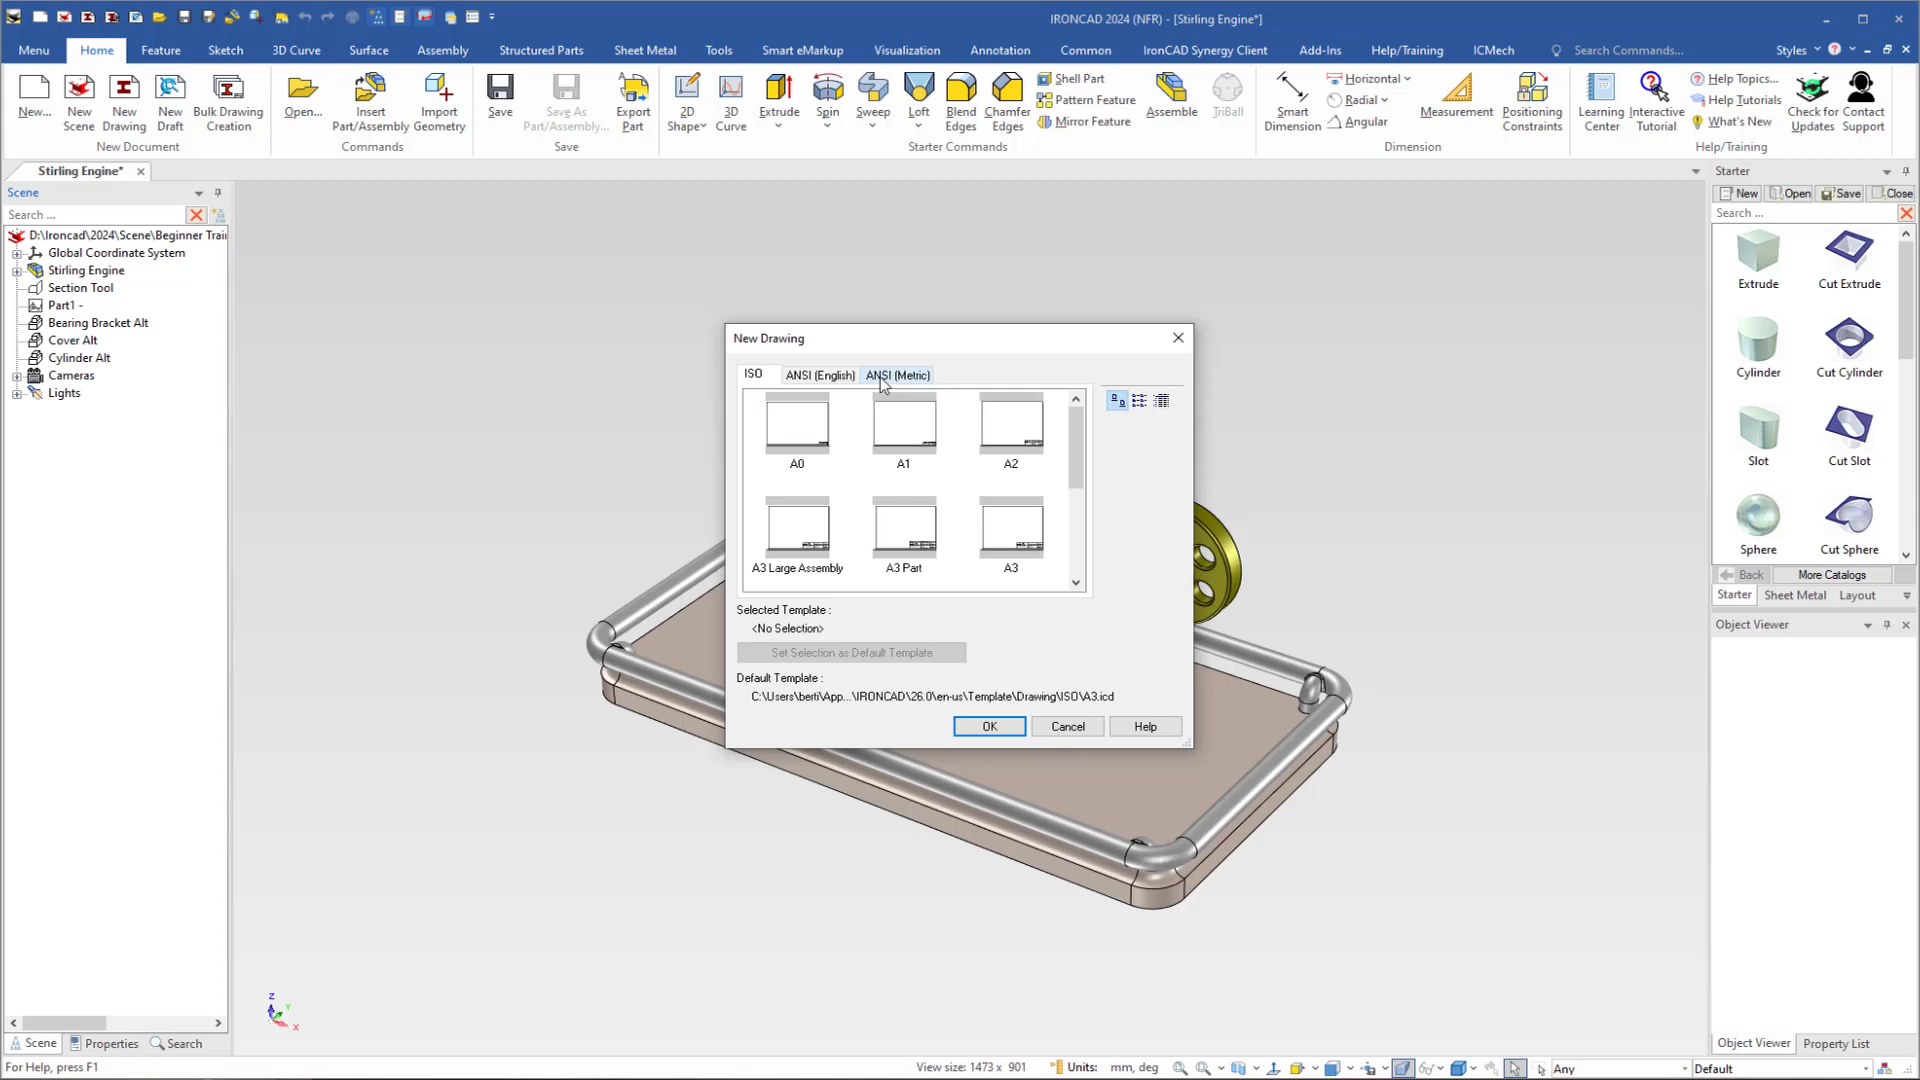 IRONCAD 2024 (NFR) - [Stirling Engine*]
Menu Home Feature Sketch 3D Curve Surface Assembly Structured Parts Sheet Metal Tools Smart eMarkup Visualization Annotation Common IronCAD Synergy Client Add-Ins Help/Training ICMech Search Commands... Styles
New... New Scene New Drawing New Draft Bulk Drawing Creation
New Document
Open... Insert Part/Assembly Import Geometry
Commands
Save Save As Part/Assembly... Export Part
Save
2D Shape 3D Curve Extrude Spin Sweep Loft Blend Edges Chamfer Edges
Shell Part
Pattern Feature
Mirror Feature
Assemble TriBall
Starter Commands
Smart Dimension
Horizontal
Radial
Angular
Measurement Positioning Constraints
Dimension
Learning Center Interactive Tutorial
Help Topics...
Help Tutorials
What's New
Check for Updates Contact Support
Help/Training
Stirling Engine*
Scene
Search ...
D:\Ironcad\2024\Scene\Beginner Trai
Global Coordinate System
Stirling Engine
Section Tool
Part1 -
Bearing Bracket Alt
Cover Alt
Cylinder Alt
Cameras
Lights
Scene Properties Search
New Drawing
ISO ANSI (English) ANSI (Metric)
A0 A1 A2
A3 Large Assembly A3 Part A3
Selected Template :
<No Selection>
Set Selection as Default Template
Default Template :
C:\Users\berti\App...\IRONCAD\26.0\en-us\Template\Drawing\ISO\A3.icd
OK Cancel Help
Z
Y
X
Starter
New Open Save Close
Search ...
Extrude Cut Extrude
Cylinder Cut Cylinder
Slot Cut Slot
Sphere Cut Sphere
Back More Catalogs
Starter Sheet Metal Layout
Object Viewer
Object Viewer Property List
For Help, press F1
View size: 1473 x 901
Units: mm, deg
Any
Default